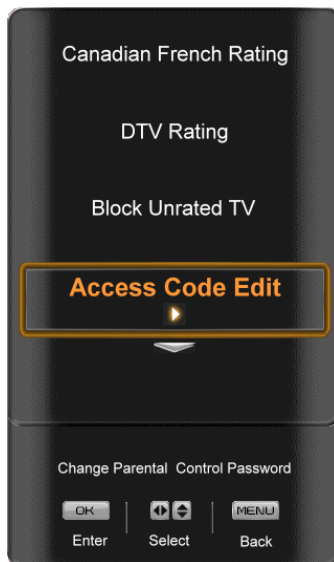 Canadian French Rating
DTV Rating
Block Unrated TV
Access Code Edit
Change Parental Control Password
OK MENU
Enter Select Back